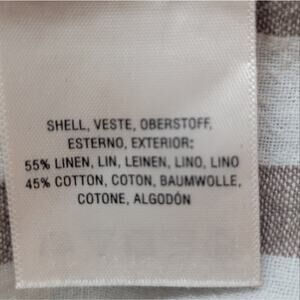 SHELL, VESTE, OBERSTOFF,
ESTERNO, EXTERIOR:
55% LINEN, LIN, LEINEN, LINO, LINO
45% COTTON, COTON, BAUMWOLLE,
COTONE, ALGODÓN